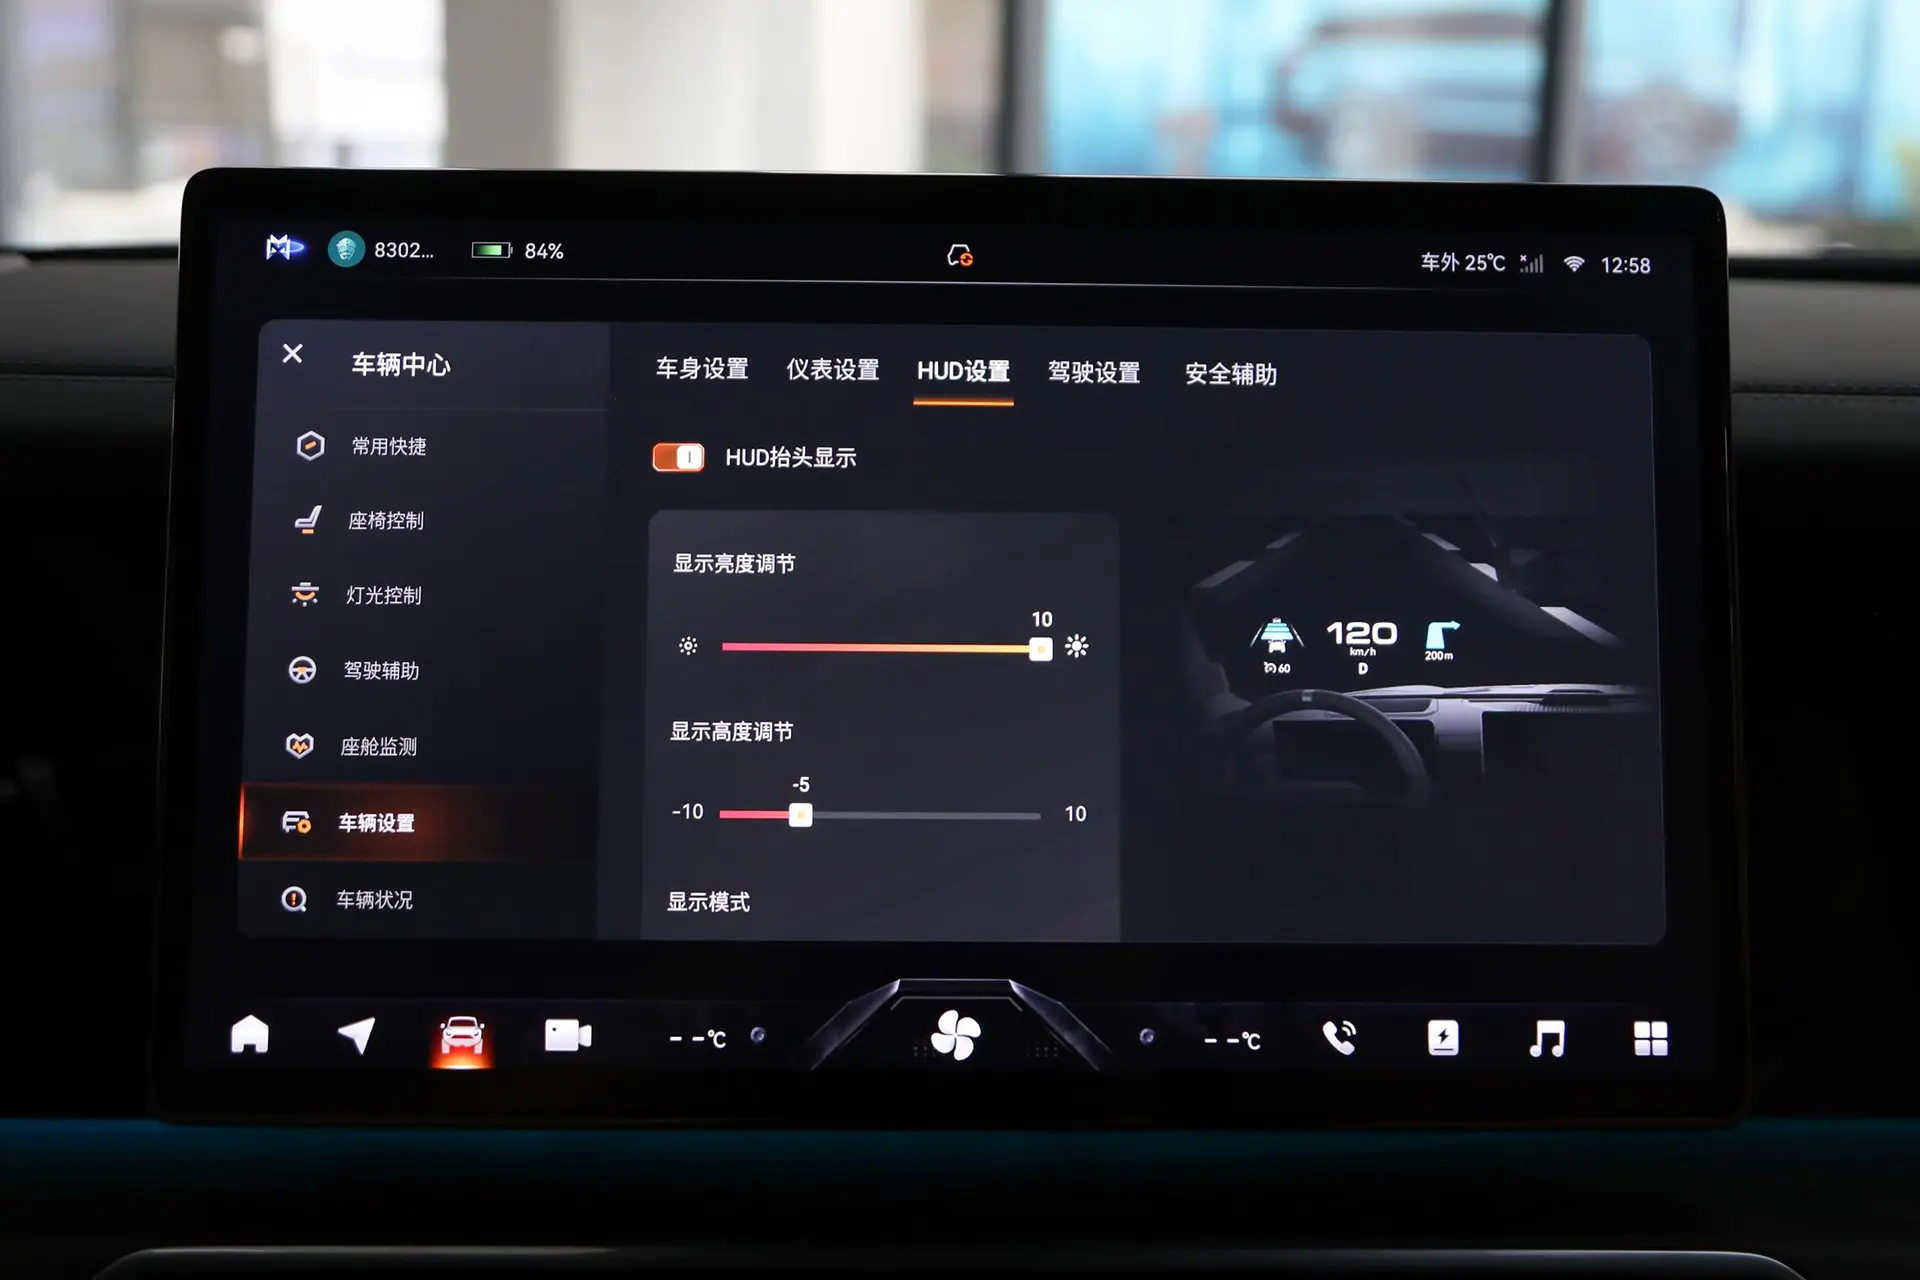 8302... 84% 车外 25℃ 12:58
车辆中心
常用快捷
座椅控制
灯光控制
驾驶辅助
座舱监测
车辆设置
车辆状况
车身设置 仪表设置 HUD设置 驾驶设置 安全辅助
HUD抬头显示
显示亮度调节
10
显示高度调节
-5
-10 10
显示模式
120
km/h
D
60
200m
--℃ --℃